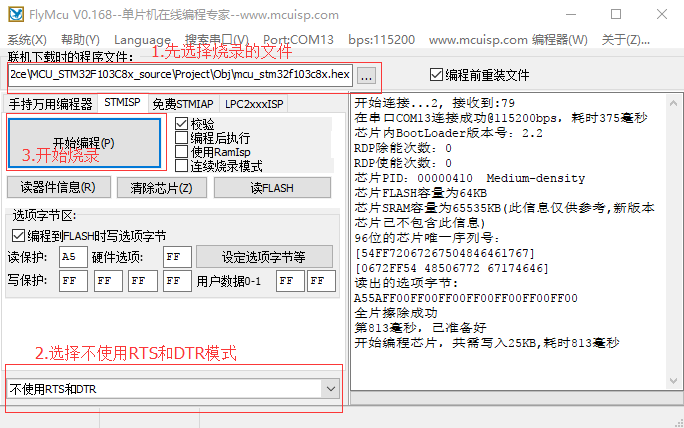 FlyMcu V0.168--单片机在线编程专家--www.mcuisp.com
系统(X) 帮助(Y) Language 搜索串口(V) Port:COM13 bps:115200 www.mcuisp.com 编程器(W) 关于(Z)...
1.先选择烧录的文件
联机下载时的程序文件:
2ce\MCU_STM32F103C8x_source\Project\Obj\mcu_stm32f103c8x.hex ... 编程前重装文件
手持万用编程器 STMISP 免费STMIAP LPC2xxxISP
开始编程(P)
3.开始烧录
校验
编程后执行
使用RamIsp
连续烧录模式
读器件信息(R) 清除芯片(Z) 读FLASH
选项字节区:
编程到FLASH时写选项字节
读保护: A5 硬件选项: FF 设定选项字节等
写保护: FF FF FF FF 用户数据0-1 FF FF
2.选择不使用RTS和DTR模式
不使用RTS和DTR
开始连接...2, 接收到:79
在串口COM13连接成功@115200bps, 耗时375毫秒
芯片内BootLoader版本号: 2.2
RDP除能次数: 0
RDP使能次数: 0
芯片PID: 00000410 Medium-density
芯片FLASH容量为64KB
芯片SRAM容量为65535KB(此信息仅供参考,新版本
芯片已不包含此信息)
96位的芯片唯一序列号:
[54FF72067267504846461767]
[0672FF54 48506772 67174646]
读出的选项字节:
A55AFF00FF00FF00FF00FF00FF00FF00
全片擦除成功
第813毫秒, 已准备好
开始编程芯片, 共需写入25KB,耗时813毫秒